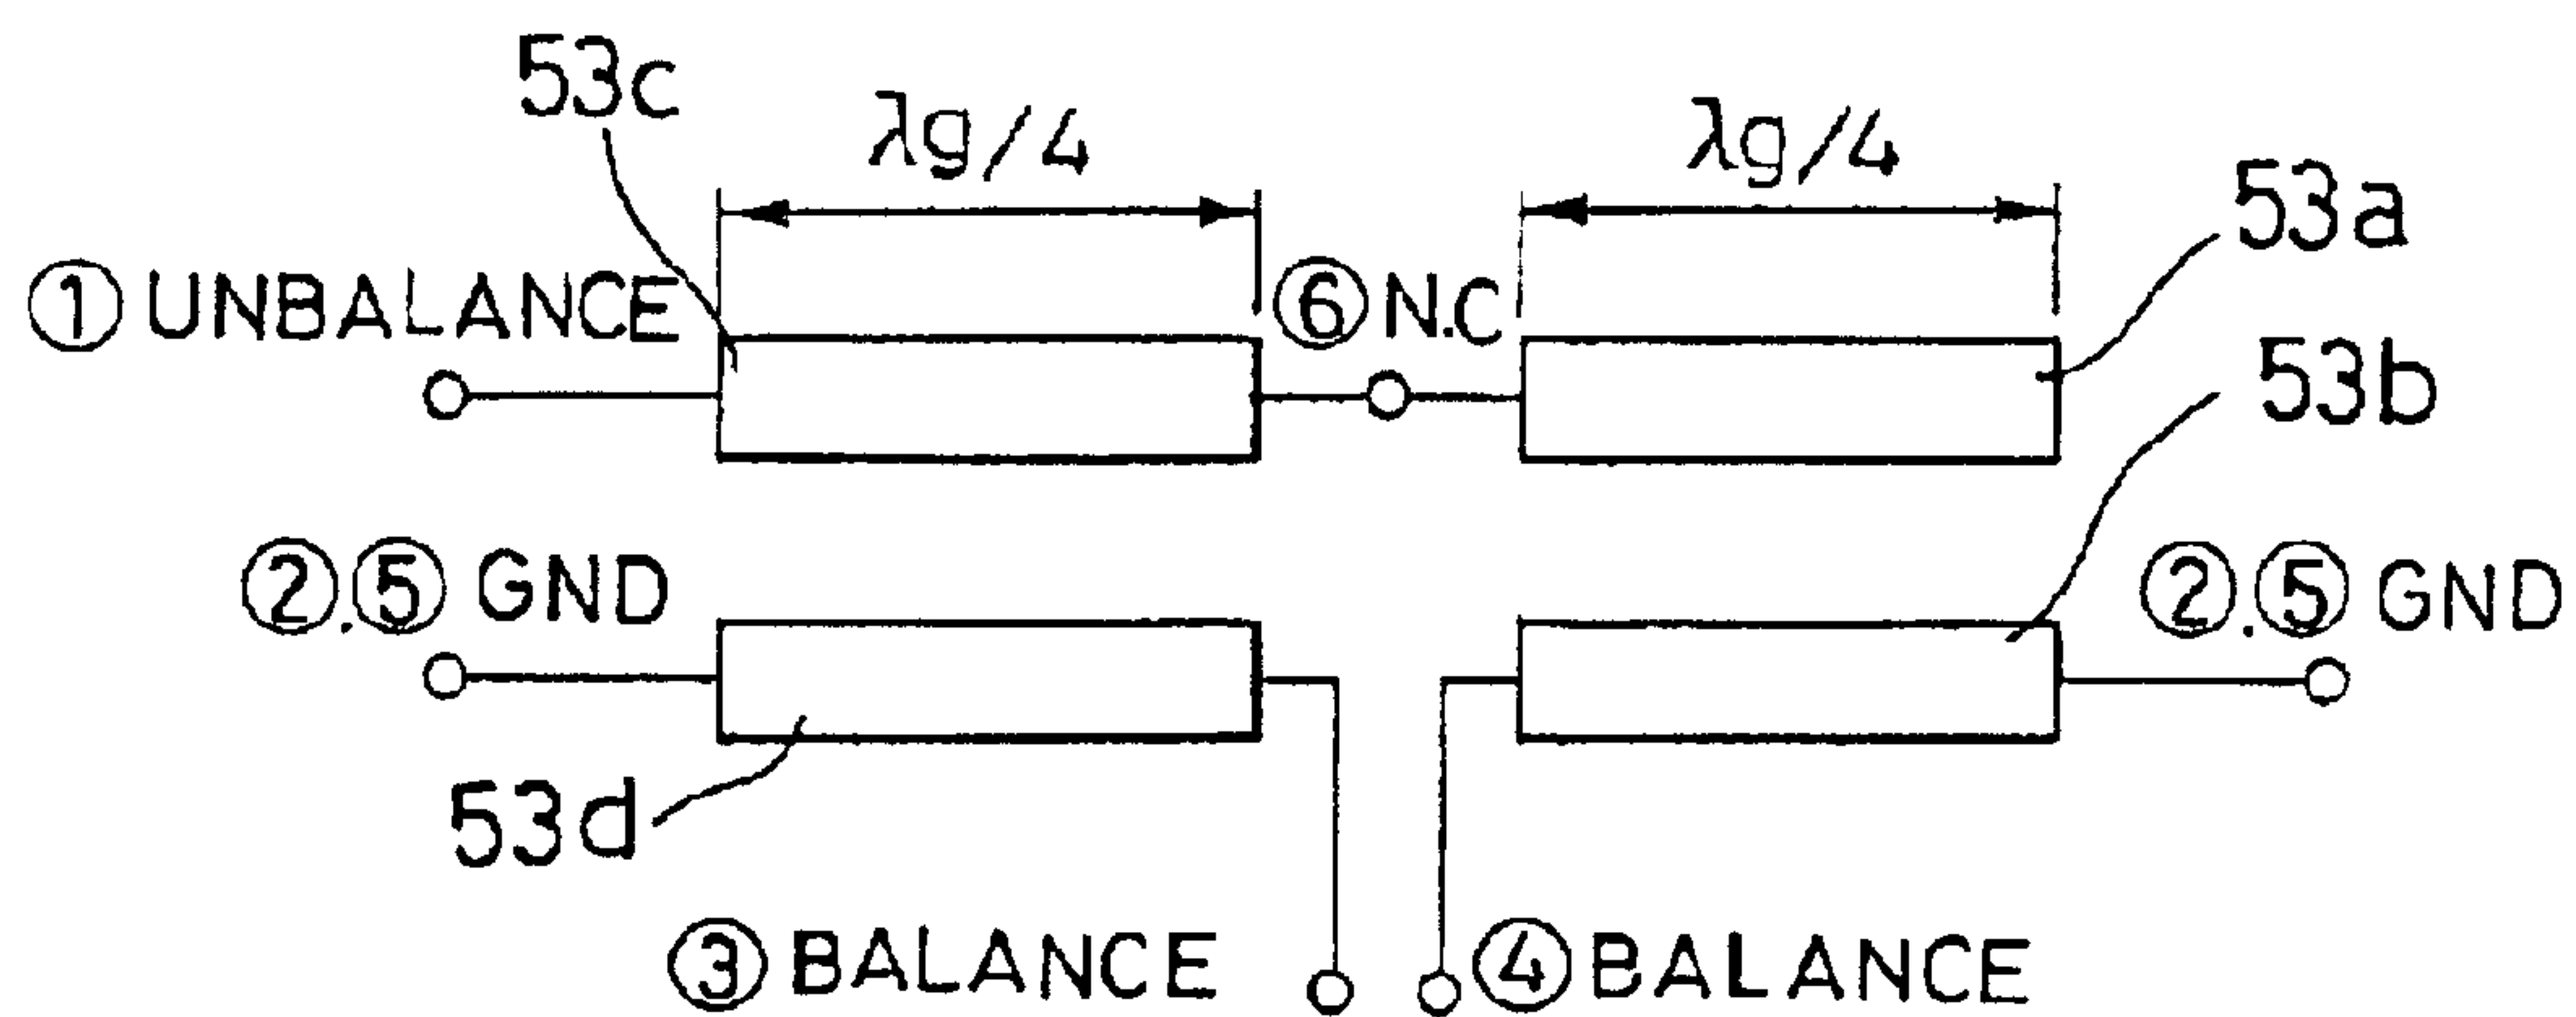 53c
λg/4 λg/4
53a
① UNBALANCE ⑥ N.C
53b
②.⑤ GND ②.⑤ GND
53d
③ BALANCE ④ BALANCE